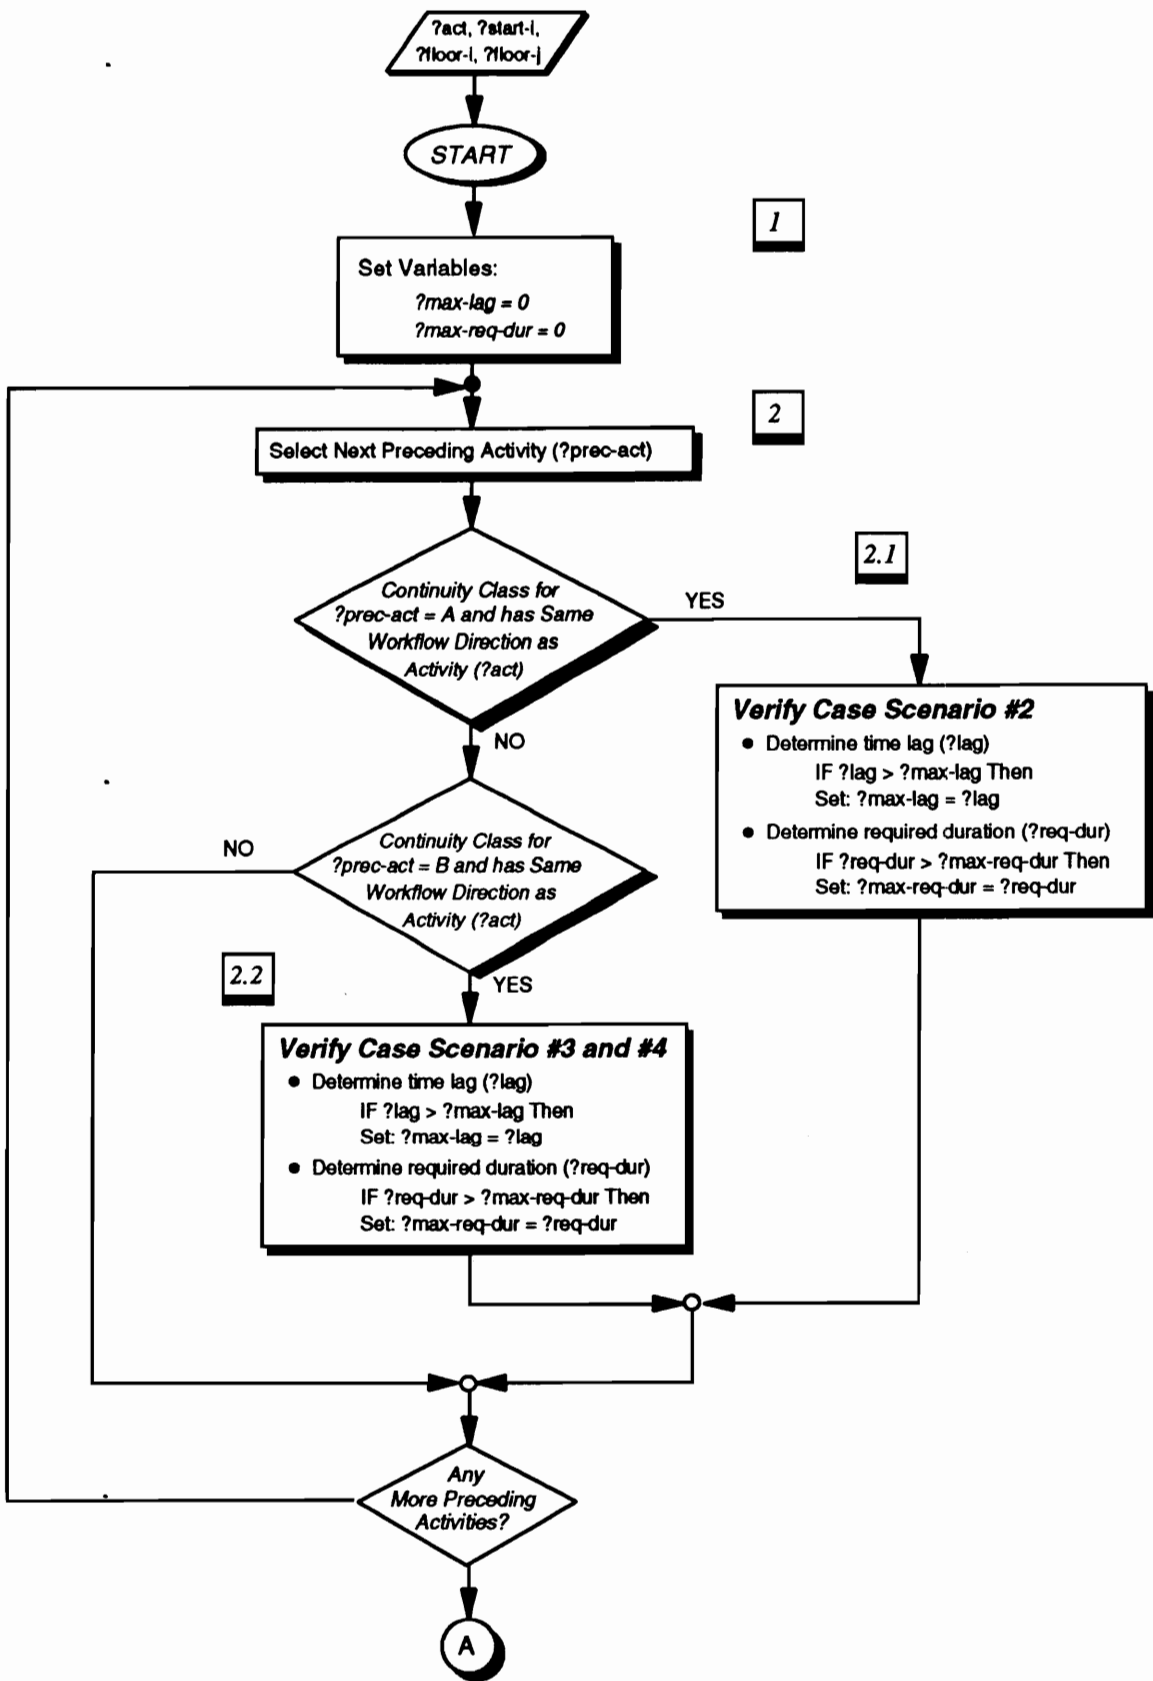 ?act, ?start-i,
?floor-i, ?floor-j
START
1
Set Variables:
?max-lag = 0
?max-req-dur = 0
2
Select Next Preceding Activity (?prec-act)
2.1
Continuity Class for
?prec-act = A and has Same
Workflow Direction as
Activity (?act)
YES
NO
Verify Case Scenario #2
● Determine time lag (?lag)
IF ?lag > ?max-lag Then
Set: ?max-lag = ?lag
● Determine required duration (?req-dur)
IF ?req-dur > ?max-req-dur Then
Set: ?max-req-dur = ?req-dur
Continuity Class for
?prec-act = B and has Same
Workflow Direction as
Activity (?act)
NO
YES
2.2
Verify Case Scenario #3 and #4
● Determine time lag (?lag)
IF ?lag > ?max-lag Then
Set: ?max-lag = ?lag
● Determine required duration (?req-dur)
IF ?req-dur > ?max-req-dur Then
Set: ?max-req-dur = ?req-dur
Any
More Preceding
Activities?
A